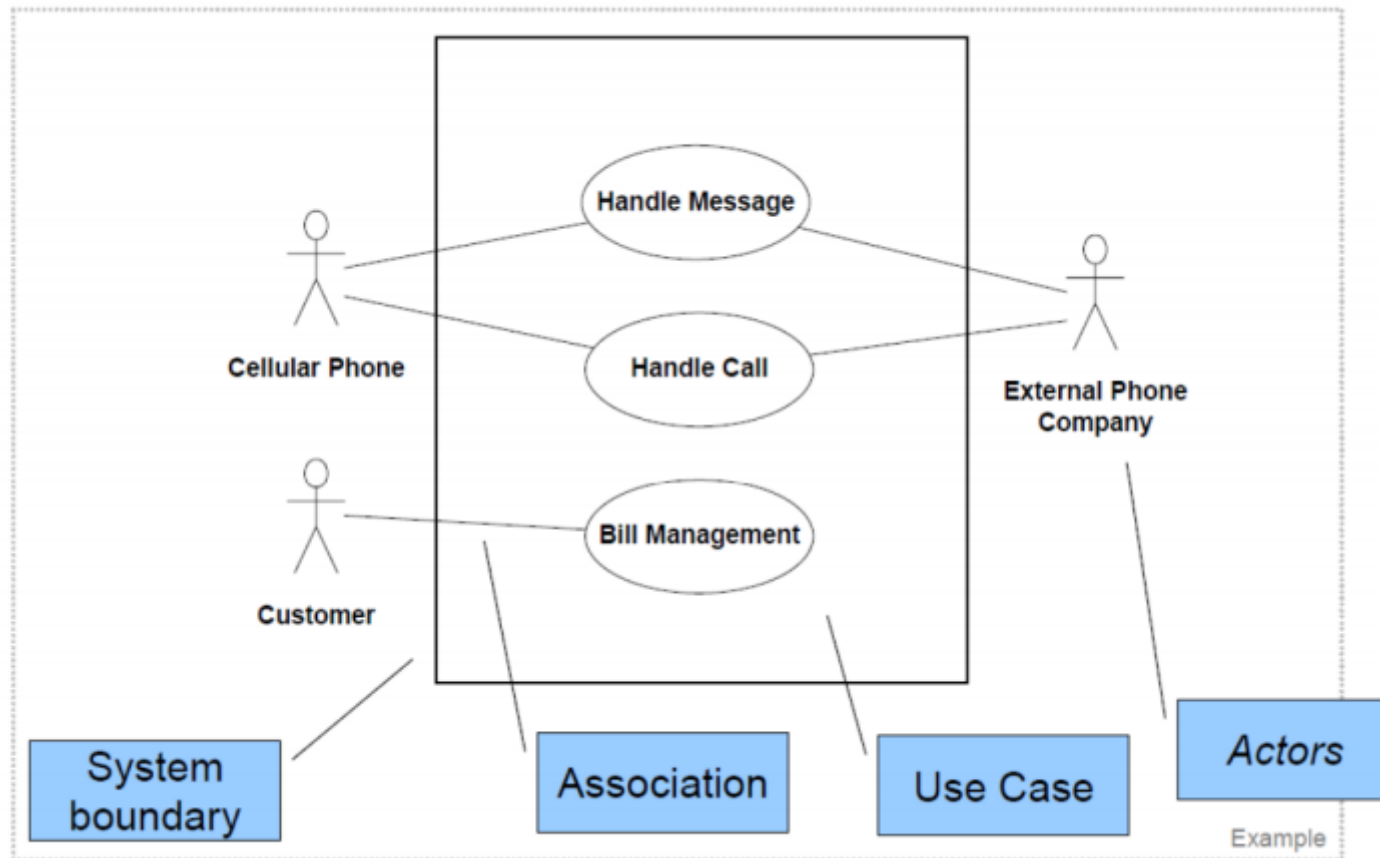 Handle Message
Cellular Phone
Handle Call
External Phone
Company
Bill Management
Customer
System
boundary
Association
Use Case
Actors
Example